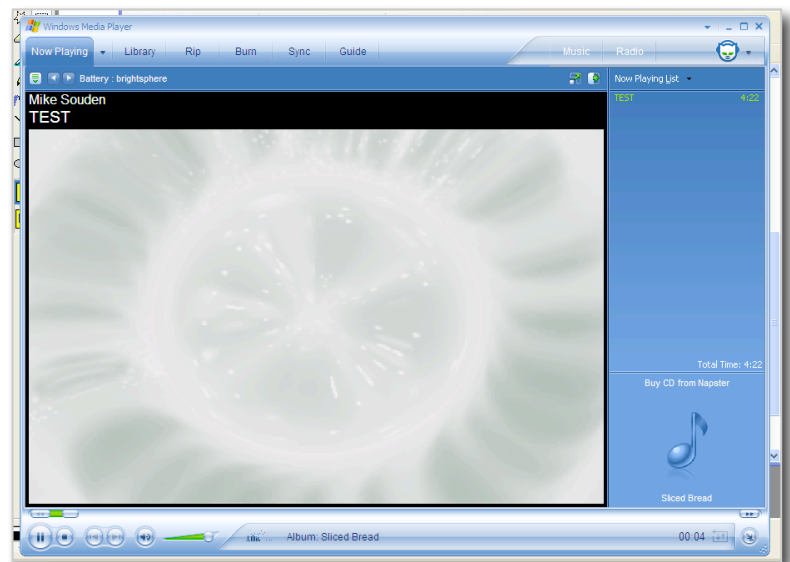 Windows Media Player
Now Playing Library Rip Burn Sync Guide Music Radio
Battery : brightsphere Now Playing List
Mike Souden
TEST
TEST 4:22
Total Time: 4:22
Buy CD from Napster
Sliced Bread
Album: Sliced Bread 00:04